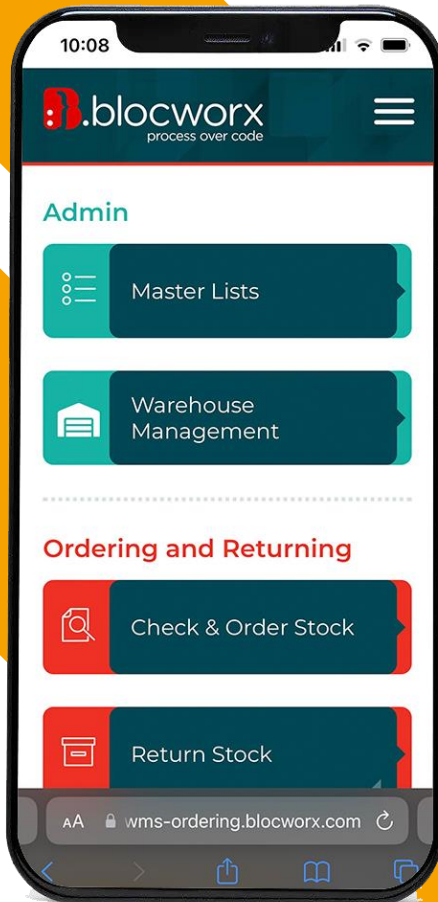 10:08
.blocworx
process over code
Admin
Master Lists
Warehouse
Management
Ordering and Returning
Check & Order Stock
Return Stock
AA wms-ordering.blocworx.com